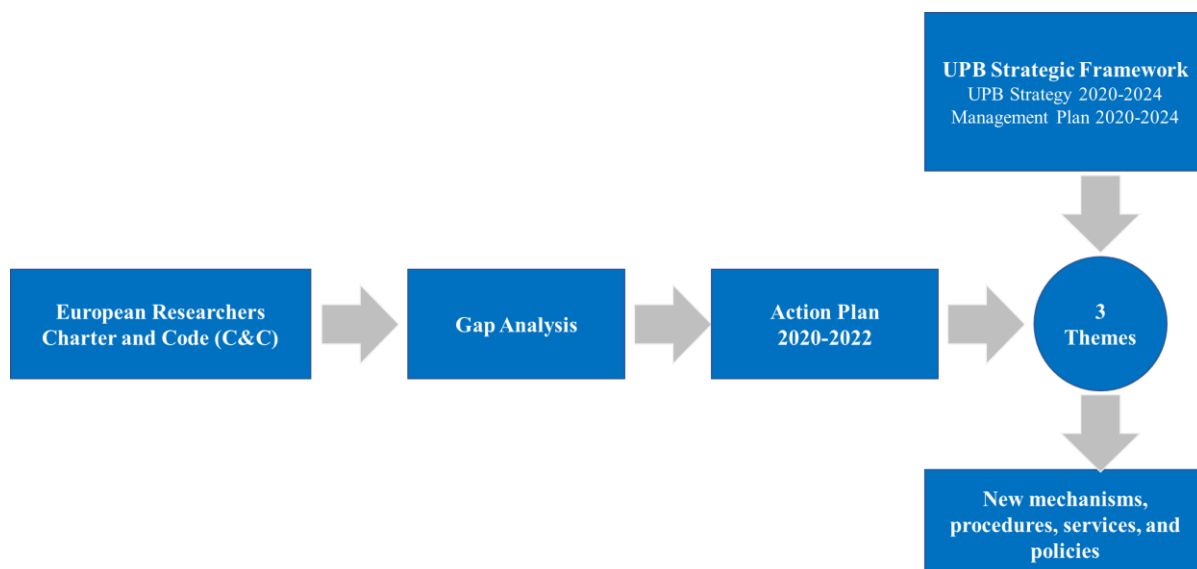 UPB Strategic Framework
UPB Strategy 2020-2024
Management Plan 2020-2024
European Researchers
Charter and Code (C&C)
Gap Analysis
Action Plan
2020-2022
3
Themes
New mechanisms,
procedures, services, and
policies